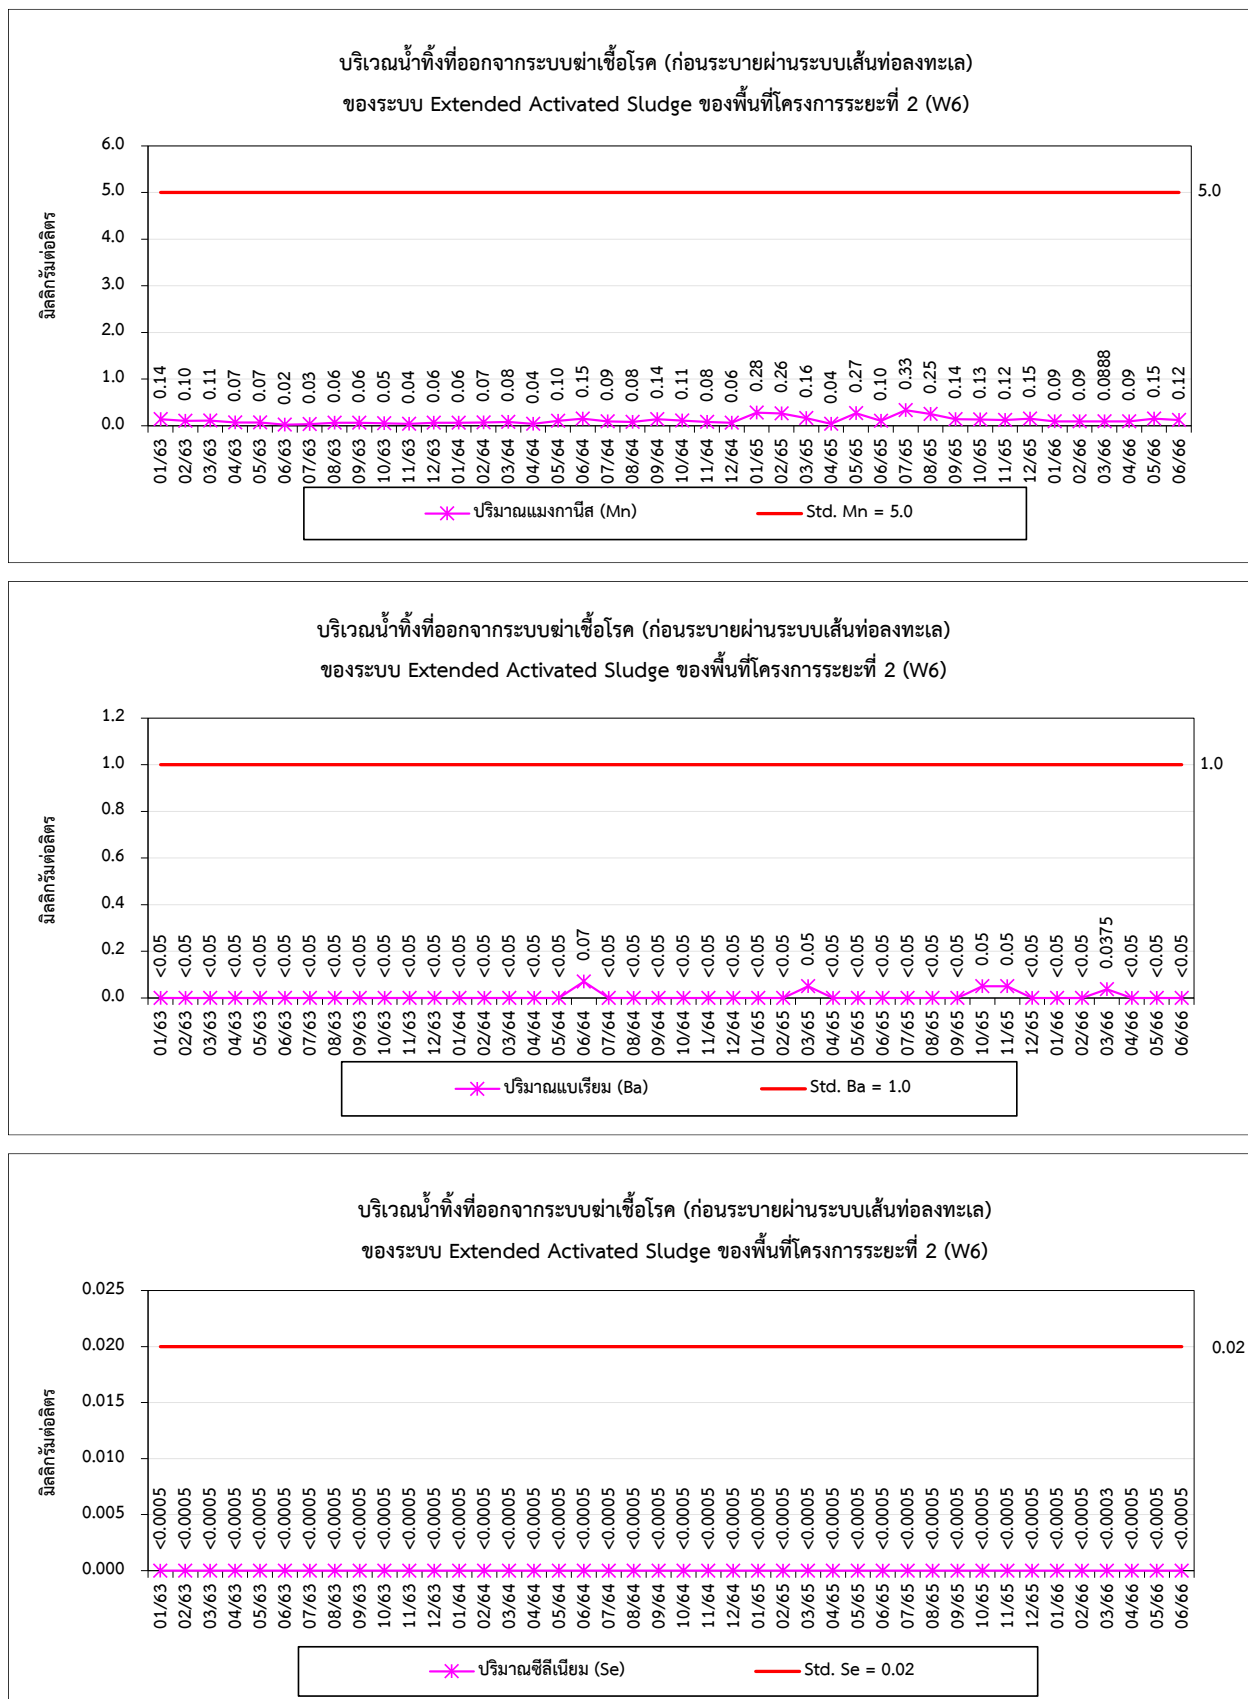 บริเวณน้ำทิ้งที่ออกจากระบบฆ่าเชื้อโรค (ก่อนระบายผ่านระบบเส้นท่อลงทะเล)
ของระบบ Extended Activated Sludge ของพื้นที่โครงการระยะที่ 2 (W6)
มิลลิกรัมต่อลิตร
6.0
5.0
4.0
3.0
2.0
1.0
0.0
5.0
0.14 0.10 0.11 0.07 0.07 0.02 0.03 0.06 0.06 0.05 0.04 0.06 0.06 0.07 0.08 0.04 0.10 0.15 0.09 0.08 0.14 0.11 0.08 0.06 0.28 0.26 0.16 0.04 0.27 0.10 0.33 0.25 0.14 0.13 0.12 0.15 0.09 0.09 0.0888 0.09 0.15 0.12
01/63 02/63 03/63 04/63 05/63 06/63 07/63 08/63 09/63 10/63 11/63 12/63 01/64 02/64 03/64 04/64 05/64 06/64 07/64 08/64 09/64 10/64 11/64 12/64 01/65 02/65 03/65 04/65 05/65 06/65 07/65 08/65 09/65 10/65 11/65 12/65 01/66 02/66 03/66 04/66 05/66 06/66
ปริมาณแมงกานีส (Mn) Std. Mn = 5.0
บริเวณน้ำทิ้งที่ออกจากระบบฆ่าเชื้อโรค (ก่อนระบายผ่านระบบเส้นท่อลงทะเล)
ของระบบ Extended Activated Sludge ของพื้นที่โครงการระยะที่ 2 (W6)
มิลลิกรัมต่อลิตร
1.2
1.0
0.8
0.6
0.4
0.2
0.0
1.0
<0.05 <0.05 <0.05 <0.05 <0.05 <0.05 <0.05 <0.05 <0.05 <0.05 <0.05 <0.05 <0.05 <0.05 <0.05 <0.05 <0.05 0.07 <0.05 <0.05 <0.05 <0.05 <0.05 <0.05 <0.05 <0.05 0.05 <0.05 <0.05 <0.05 <0.05 <0.05 <0.05 0.05 0.05 <0.05 <0.05 <0.05 0.0375 <0.05 <0.05 <0.05
01/63 02/63 03/63 04/63 05/63 06/63 07/63 08/63 09/63 10/63 11/63 12/63 01/64 02/64 03/64 04/64 05/64 06/64 07/64 08/64 09/64 10/64 11/64 12/64 01/65 02/65 03/65 04/65 05/65 06/65 07/65 08/65 09/65 10/65 11/65 12/65 01/66 02/66 03/66 04/66 05/66 06/66
ปริมาณแบเรียม (Ba) Std. Ba = 1.0
บริเวณน้ำทิ้งที่ออกจากระบบฆ่าเชื้อโรค (ก่อนระบายผ่านระบบเส้นท่อลงทะเล)
ของระบบ Extended Activated Sludge ของพื้นที่โครงการระยะที่ 2 (W6)
มิลลิกรัมต่อลิตร
0.025
0.020
0.015
0.010
0.005
0.000
0.02
<0.0005 <0.0005 <0.0005 <0.0005 <0.0005 <0.0005 <0.0005 <0.0005 <0.0005 <0.0005 <0.0005 <0.0005 <0.0005 <0.0005 <0.0005 <0.0005 <0.0005 <0.0005 <0.0005 <0.0005 <0.0005 <0.0005 <0.0005 <0.0005 <0.0005 <0.0005 <0.0005 <0.0005 <0.0005 <0.0005 <0.0005 <0.0005 <0.0005 <0.0005 <0.0005 <0.0005 <0.0005 <0.0005 <0.0003 <0.0005 <0.0005 <0.0005
01/63 02/63 03/63 04/63 05/63 06/63 07/63 08/63 09/63 10/63 11/63 12/63 01/64 02/64 03/64 04/64 05/64 06/64 07/64 08/64 09/64 10/64 11/64 12/64 01/65 02/65 03/65 04/65 05/65 06/65 07/65 08/65 09/65 10/65 11/65 12/65 01/66 02/66 03/66 04/66 05/66 06/66
ปริมาณซีลีเนียม (Se) Std. Se = 0.02